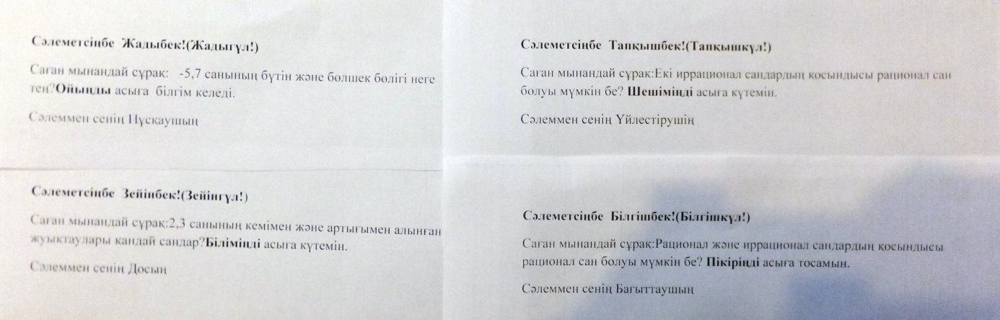 Сәлеметсіңбе Жадыбек!(Жадыгүл!)
Саған мынандай сұрақ: -5,7 санының бүтін және бөлшек бөлігі неге
тең?Ойыңды асыға білгім келеді.
Сәлеммен сенің Нұсқаушың
Сәлеметсіңбе Тапқышбек!(Тапқышкүл!)
Саған мынандай сұрақ:Екі иррационал сандардың қосындысы рационал сан
болуы мүмкін бе? Шешіміңді асыға күтемін.
Сәлеммен сенің Үйлестірушің
Сәлеметсіңбе Зейінбек!(Зейінгүл!)
Саған мынандай сұрақ:2,3 санының кемімен және артығымен алынған
жуықтаулары қандай сандар?Біліміңді асыға күтемін.
Сәлеммен сенің Досың
Сәлеметсіңбе Білгішбек!(Білгішкүл!)
Саған мынандай сұрақ:Рационал және иррационал сандардың қосындысы
рационал сан болуы мүмкін бе? Пікіріңді асыға тосамын.
Сәлеммен сенің Бағыттаушың